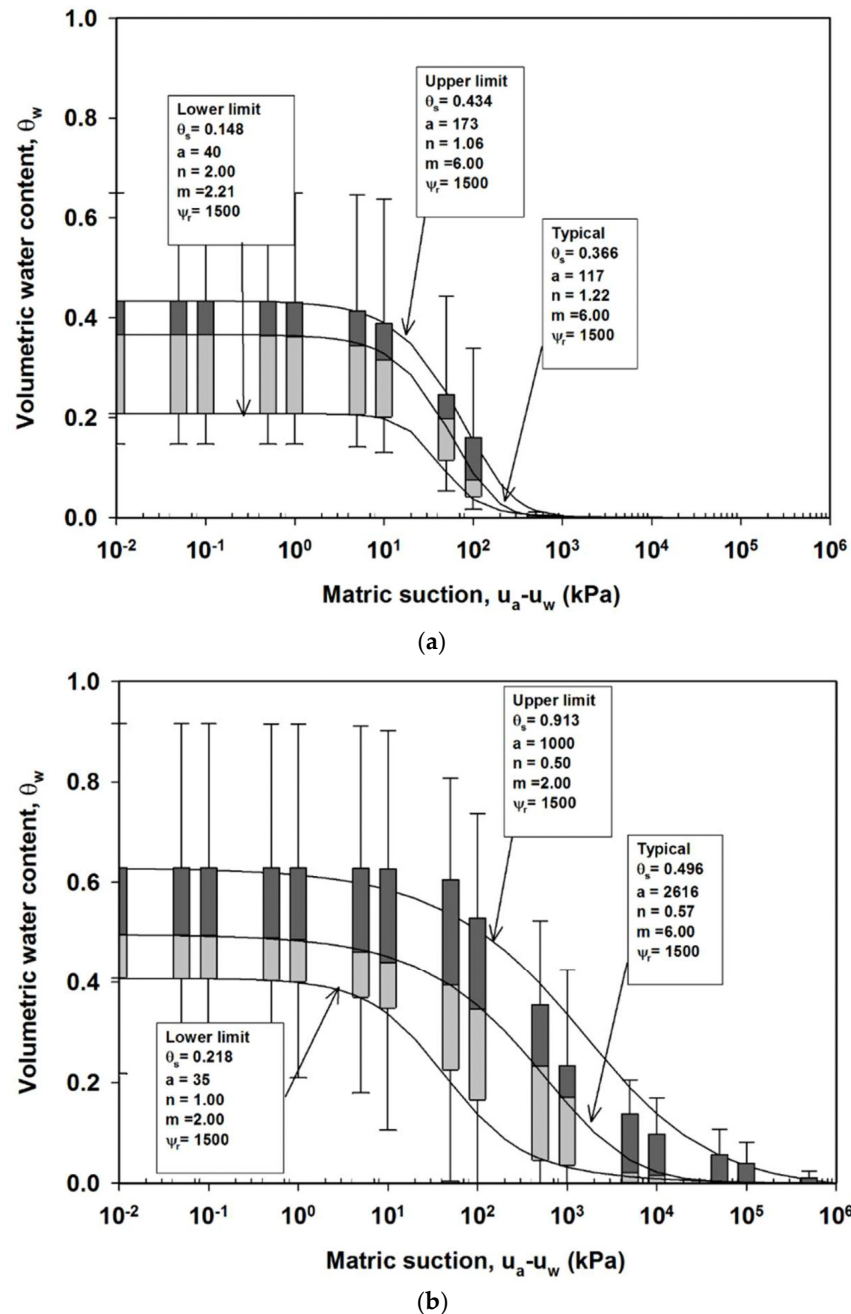 1.0
0.8
0.6
0.4
0.2
0.0
Volumetric water content, θw
Lower limit
θs= 0.148
a = 40
n = 2.00
m =2.21
ψr= 1500
Upper limit
θs = 0.434
a = 173
n = 1.06
m =6.00
ψr= 1500
Typical
θs = 0.366
a = 117
n = 1.22
m =6.00
ψr= 1500
10-2 10-1 100 101 102 103 104 105 106
Matric suction, ua-uw (kPa)
(a)
1.0
0.8
0.6
0.4
0.2
0.0
Volumetric water content, θw
Upper limit
θs= 0.913
a = 1000
n = 0.50
m =2.00
ψr= 1500
Typical
θs= 0.496
a = 2616
n = 0.57
m =6.00
ψr= 1500
Lower limit
θs= 0.218
a = 35
n = 1.00
m =2.00
ψr= 1500
10-2 10-1 100 101 102 103 104 105 106
Matric suction, ua-uw (kPa)
(b)